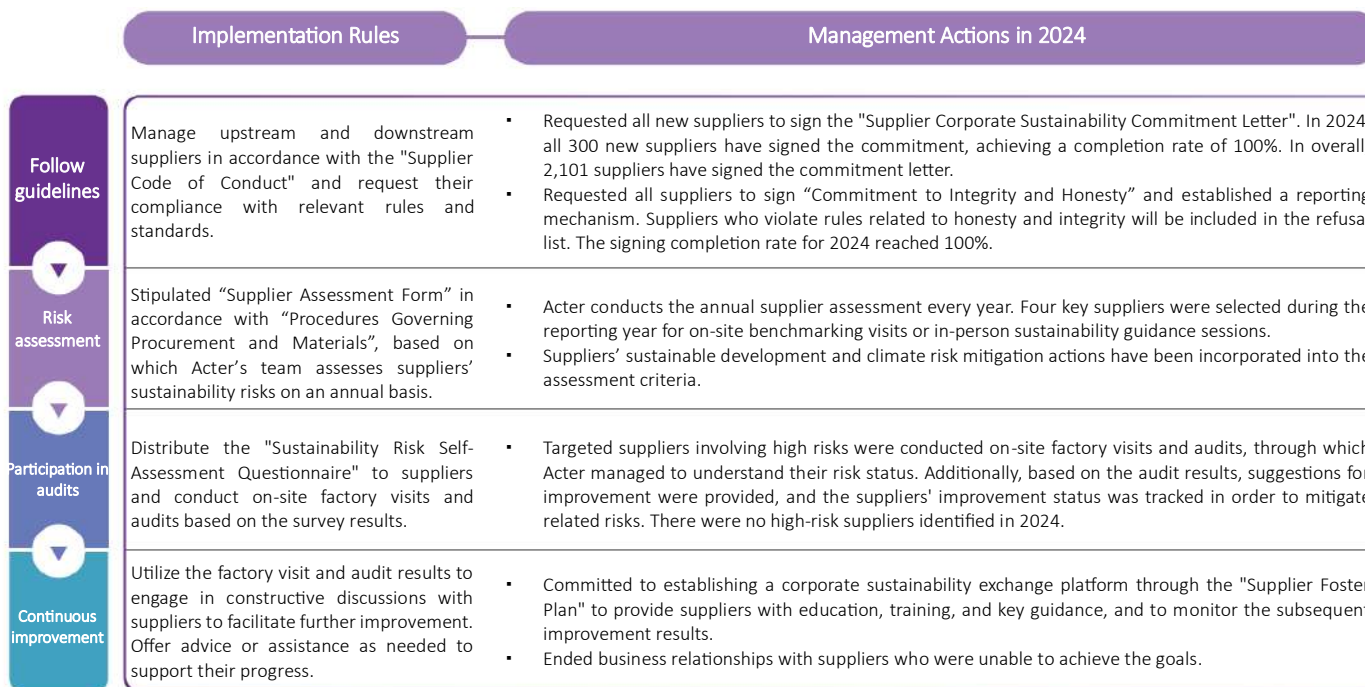 Implementation Rules
Management Actions in 2024
Follow
guidelines
Manage upstream and downstream
suppliers in accordance with the "Supplier
Code of Conduct" and request their
compliance with relevant rules and
standards.
▪ Requested all new suppliers to sign the "Supplier Corporate Sustainability Commitment Letter". In 2024
all 300 new suppliers have signed the commitment, achieving a completion rate of 100%. In overall
2,101 suppliers have signed the commitment letter.
▪ Requested all suppliers to sign “Commitment to Integrity and Honesty” and established a reporting
mechanism. Suppliers who violate rules related to honesty and integrity will be included in the refusa
list. The signing completion rate for 2024 reached 100%.
Risk
assessment
Stipulated “Supplier Assessment Form” in
accordance with “Procedures Governing
Procurement and Materials”, based on
which Acter’s team assesses suppliers’
sustainability risks on an annual basis.
▪ Acter conducts the annual supplier assessment every year. Four key suppliers were selected during the
reporting year for on-site benchmarking visits or in-person sustainability guidance sessions.
▪ Suppliers’ sustainable development and climate risk mitigation actions have been incorporated into the
assessment criteria.
Participation in
audits
Distribute the "Sustainability Risk Self-
Assessment Questionnaire" to suppliers
and conduct on-site factory visits and
audits based on the survey results.
▪ Targeted suppliers involving high risks were conducted on-site factory visits and audits, through which
Acter managed to understand their risk status. Additionally, based on the audit results, suggestions for
improvement were provided, and the suppliers' improvement status was tracked in order to mitigate
related risks. There were no high-risk suppliers identified in 2024.
Continuous
improvement
Utilize the factory visit and audit results to
engage in constructive discussions with
suppliers to facilitate further improvement.
Offer advice or assistance as needed to
support their progress.
▪ Committed to establishing a corporate sustainability exchange platform through the "Supplier Foster
Plan" to provide suppliers with education, training, and key guidance, and to monitor the subsequent
improvement results.
▪ Ended business relationships with suppliers who were unable to achieve the goals.